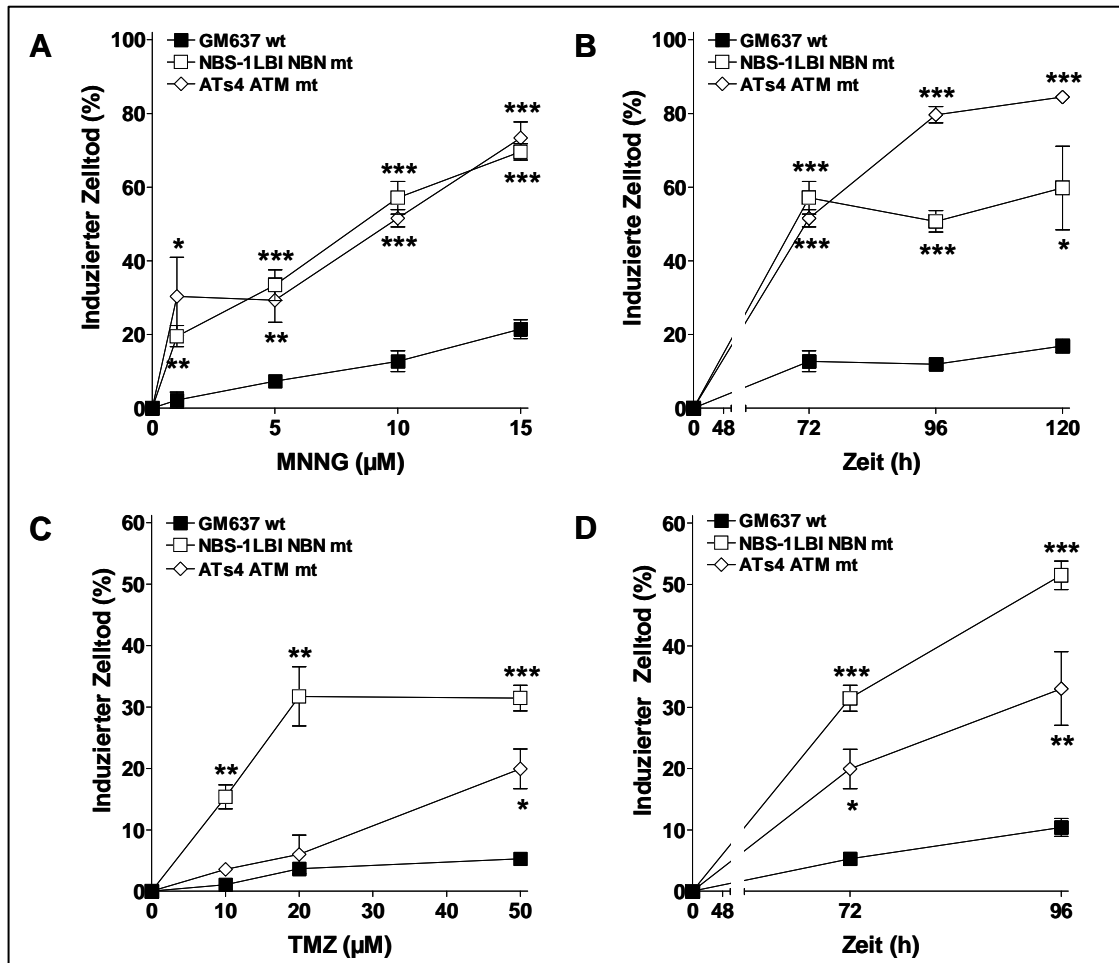 A
GM637 wt
NBS-1LBI NBN mt
ATs4 ATM mt
Induzierter Zelltod (%)
100
80
60
40
20
0
*
**
***
**
***
***
***
***
0 5 10 15
MNNG (µM)
B
GM637 wt
NBS-1LBI NBN mt
ATs4 ATM mt
Induzierte Zelltod (%)
100
80
60
40
20
0
***
***
***
***
***
*
0 48 72 96 120
Zeit (h)
C
GM637 wt
NBS-1LBI NBN mt
ATs4 ATM mt
Induzierter Zelltod (%)
60
50
40
30
20
10
0
**
**
***
*
0 10 20 30 40 50
TMZ (µM)
D
GM637 wt
NBS-1LBI NBN mt
ATs4 ATM mt
Induzierter Zelltod (%)
60
50
40
30
20
10
0
***
*
***
**
0 48 72 96
Zeit (h)